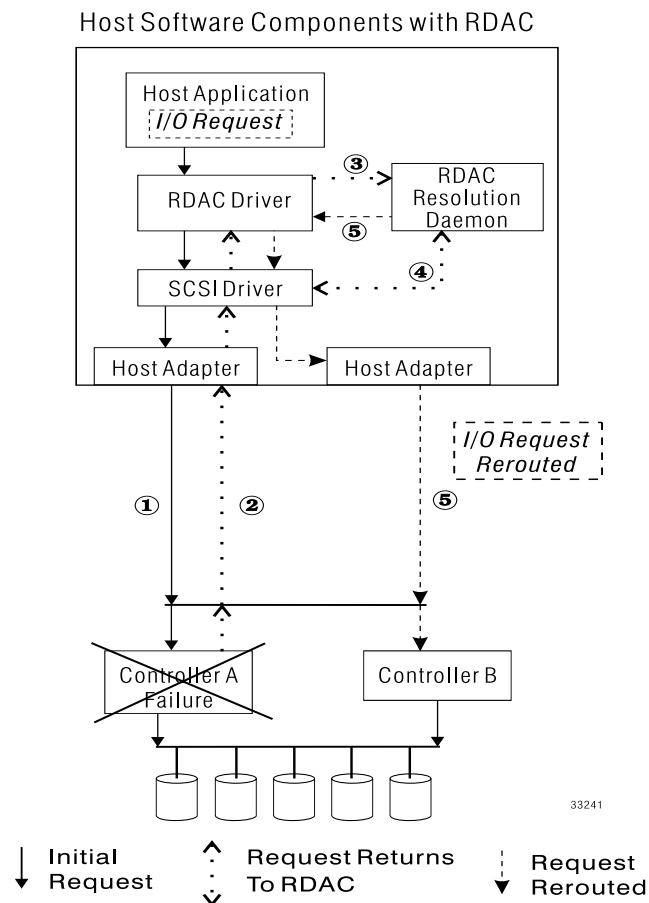 Host Software Components with RDAC
Host Application
I/O Request
③
RDAC Driver
RDAC
Resolution
Daemon
⑤
④
SCSI Driver
Host Adapter
Host Adapter
I/O Request
Rerouted
①
②
⑤
Controller A
Failure
Controller B
33241
Initial
Request
Request Returns
To RDAC
Request
Rerouted